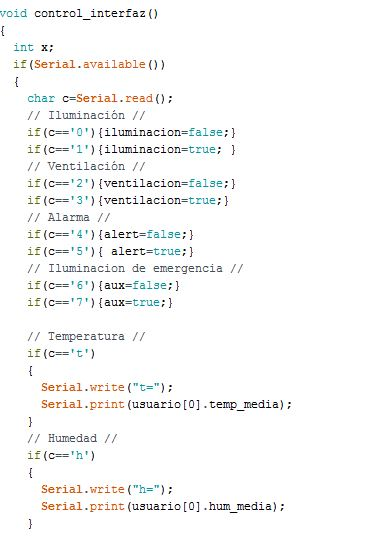 void control_interfaz()
{
  int x;
  if(Serial.available())
  {
    char c=Serial.read();
    // Iluminación //
    if(c=='0'){iluminacion=false;}
    if(c=='1'){iluminacion=true; }
    // Ventilación //
    if(c=='2'){ventilacion=false;}
    if(c=='3'){ventilacion=true;}
    // Alarma //
    if(c=='4'){alert=false;}
    if(c=='5'){ alert=true;}
    // Iluminacion de emergencia //
    if(c=='6'){aux=false;}
    if(c=='7'){aux=true;}

    // Temperatura //
    if(c=='t')
    {
      Serial.write("t=");
      Serial.print(usuario[0].temp_media);
    }
    // Humedad //
    if(c=='h')
    {
      Serial.write("h=");
      Serial.print(usuario[0].hum_media);
    }